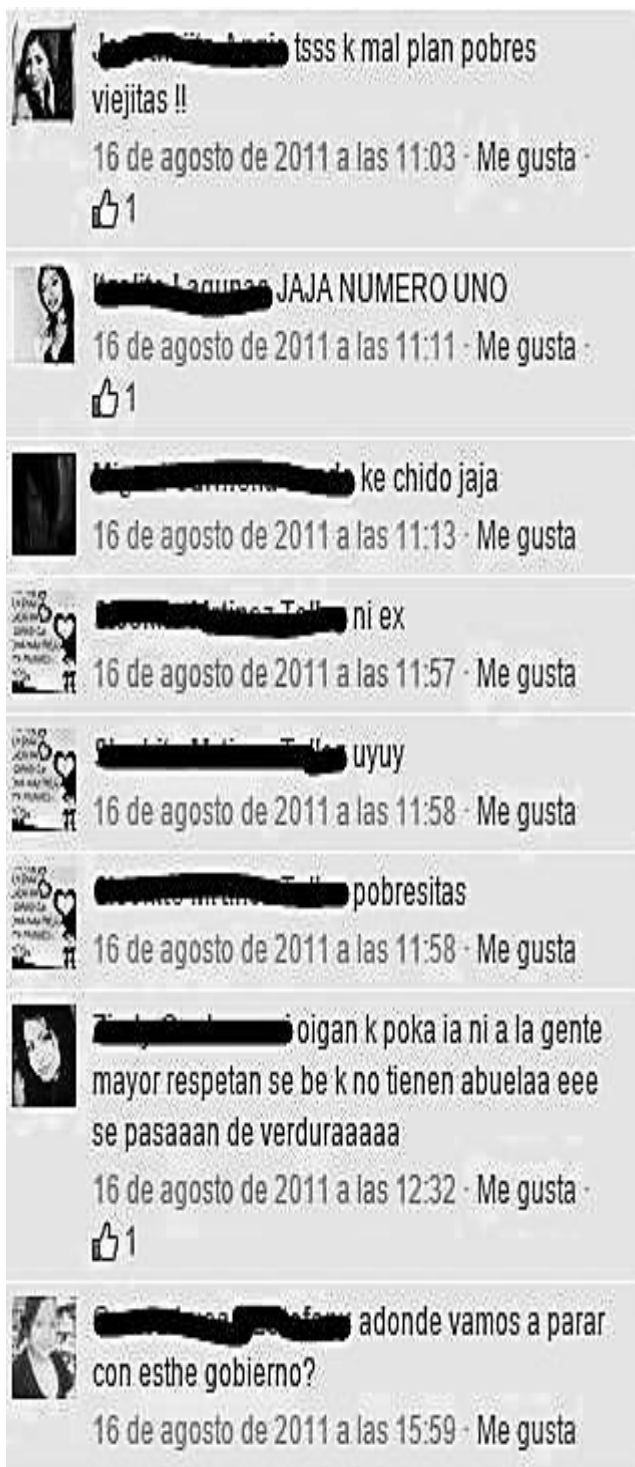 tsss k mal plan pobres
viejitas !!
16 de agosto de 2011 a las 11:03 · Me gusta ·
1
JAJA NUMERO UNO
16 de agosto de 2011 a las 11:11 · Me gusta ·
1
ke chido jaja
16 de agosto de 2011 a las 11:13 · Me gusta
ni ex
16 de agosto de 2011 a las 11:57 · Me gusta
uyuy
16 de agosto de 2011 a las 11:58 · Me gusta
pobresitas
16 de agosto de 2011 a las 11:58 · Me gusta
oigan k poka ia ni a la gente
mayor respetan se be k no tienen abuelaa eee
se pasaaan de verduraaaaa
16 de agosto de 2011 a las 12:32 · Me gusta ·
1
adonde vamos a parar
con esthe gobierno?
16 de agosto de 2011 a las 15:59 · Me gusta